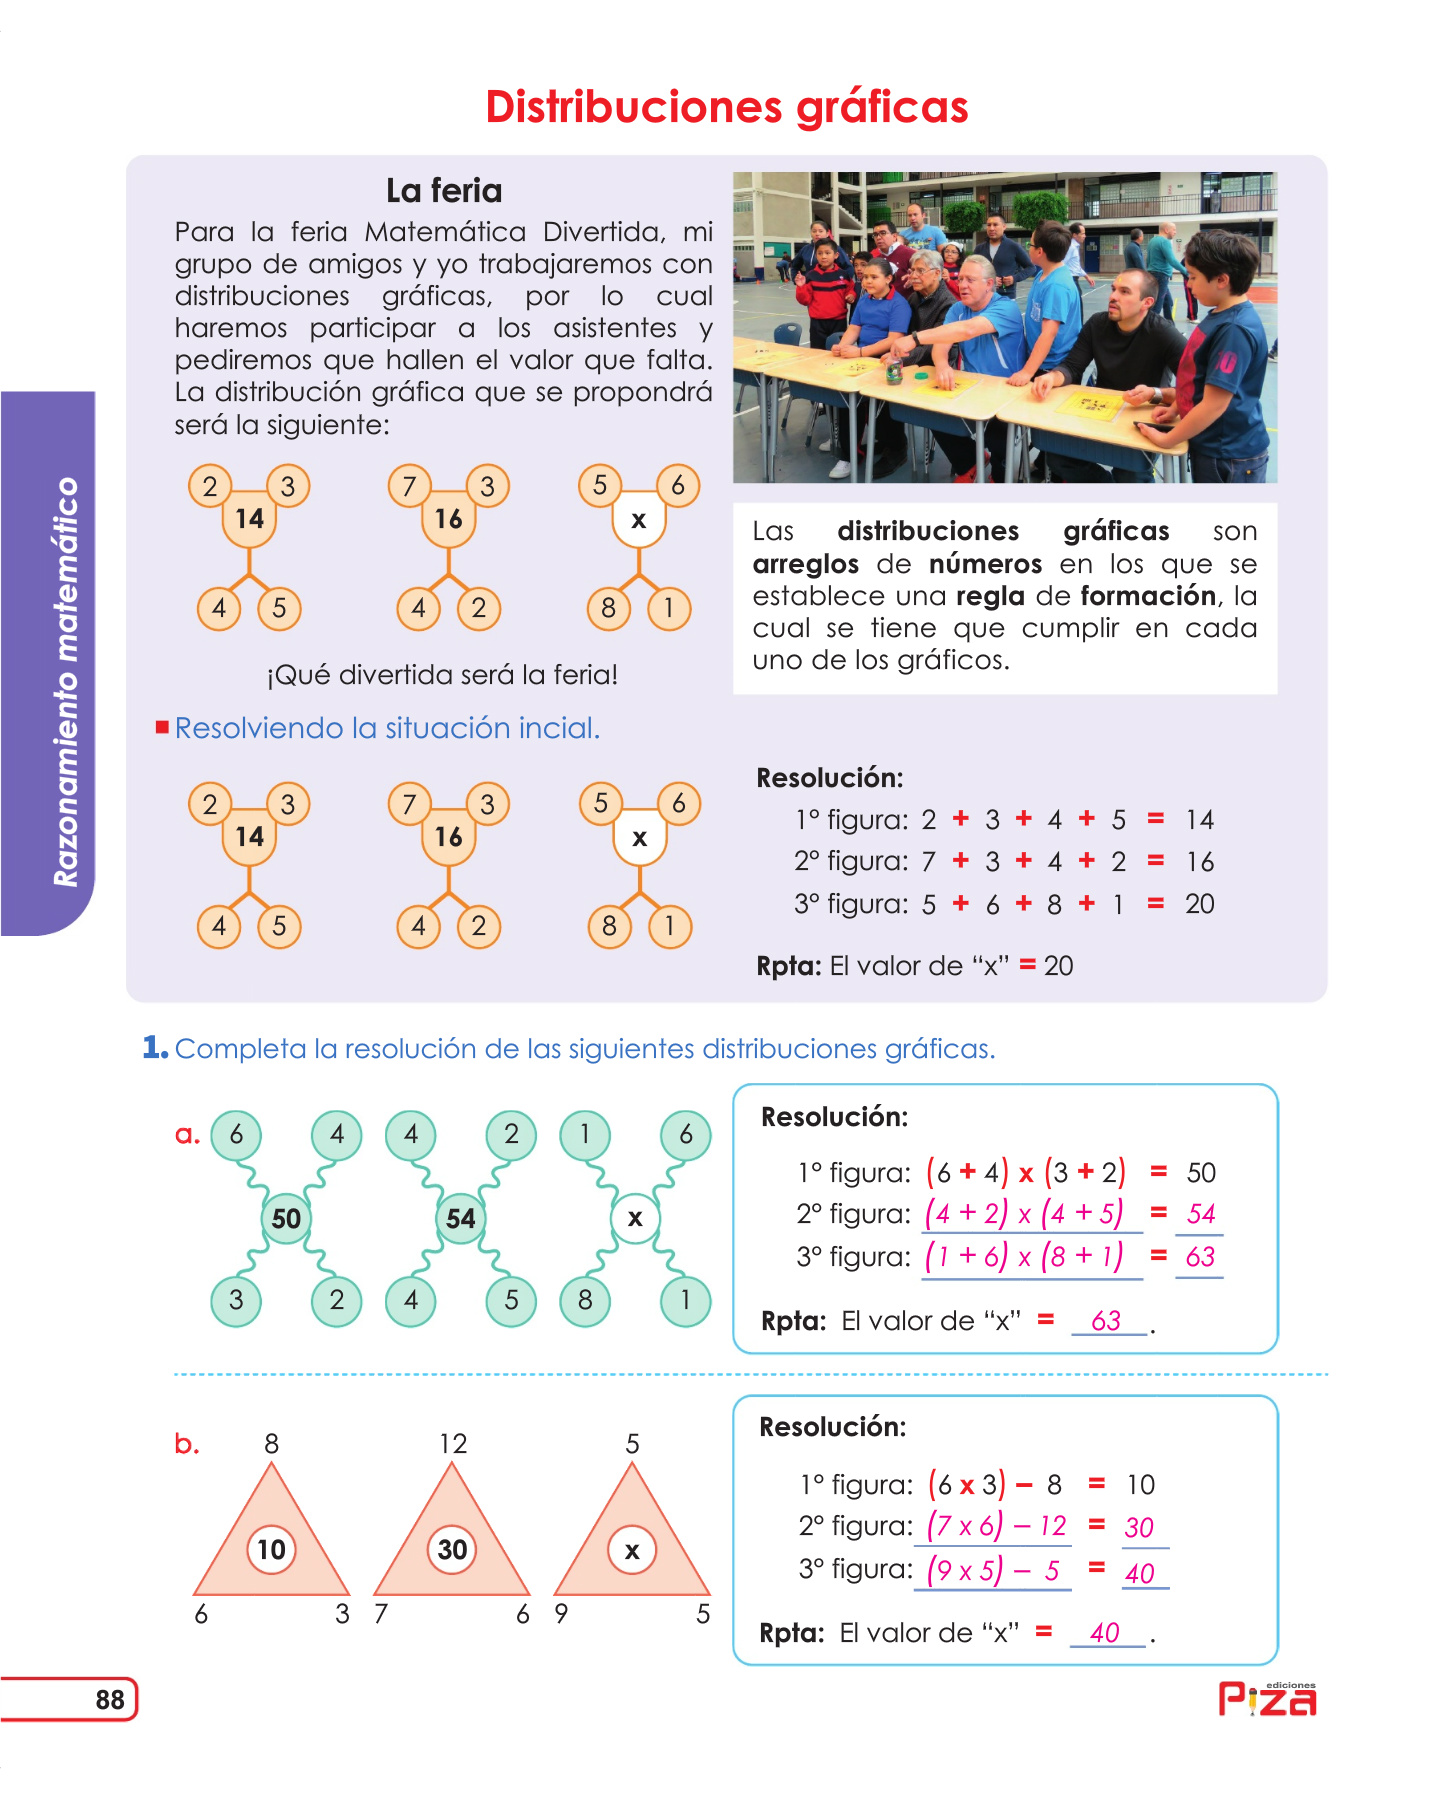 Distribuciones gráficas
La feria
Para la feria Matemática Divertida, mi
grupo de amigos y yo trabajaremos con
distribuciones gráficas, por lo cual
haremos participar a los asistentes y
pediremos que hallen el valor que falta.
La distribución gráfica que se propondrá
será la siguiente:
2 3 7 3 5 6
14 16 x
4 5 4 2 8 1
¡Qué divertida será la feria!
Las distribuciones gráficas son
arreglos de números en los que se
establece una regla de formación, la
cual se tiene que cumplir en cada
uno de los gráficos.
Razonamiento matemático
Resolviendo la situación incial.
2 3 7 3 5 6
14 16 x
4 5 4 2 8 1
Resolución:
1° figura: 2 + 3 + 4 + 5 = 14
2° figura: 7 + 3 + 4 + 2 = 16
3° figura: 5 + 6 + 8 + 1 = 20
Rpta: El valor de “x” = 20
1. Completa la resolución de las siguientes distribuciones gráficas.
a. 6 4 4 2 1 6
50 54 x
3 2 4 5 8 1
Resolución:
1° figura: (6 + 4) x (3 + 2) = 50
2° figura: (4 + 2) x (4 + 5) = 54
3° figura: (1 + 6) x (8 + 1) = 63
Rpta: El valor de “x” = 63.
b. 8 12 5
10 30 x
6 3 7 6 9 5
Resolución:
1° figura: (6 x 3) – 8 = 10
2° figura: (7 x 6) – 12 = 30
3° figura: (9 x 5) – 5 = 40
Rpta: El valor de “x” = 40.
88
ediciones
Piza